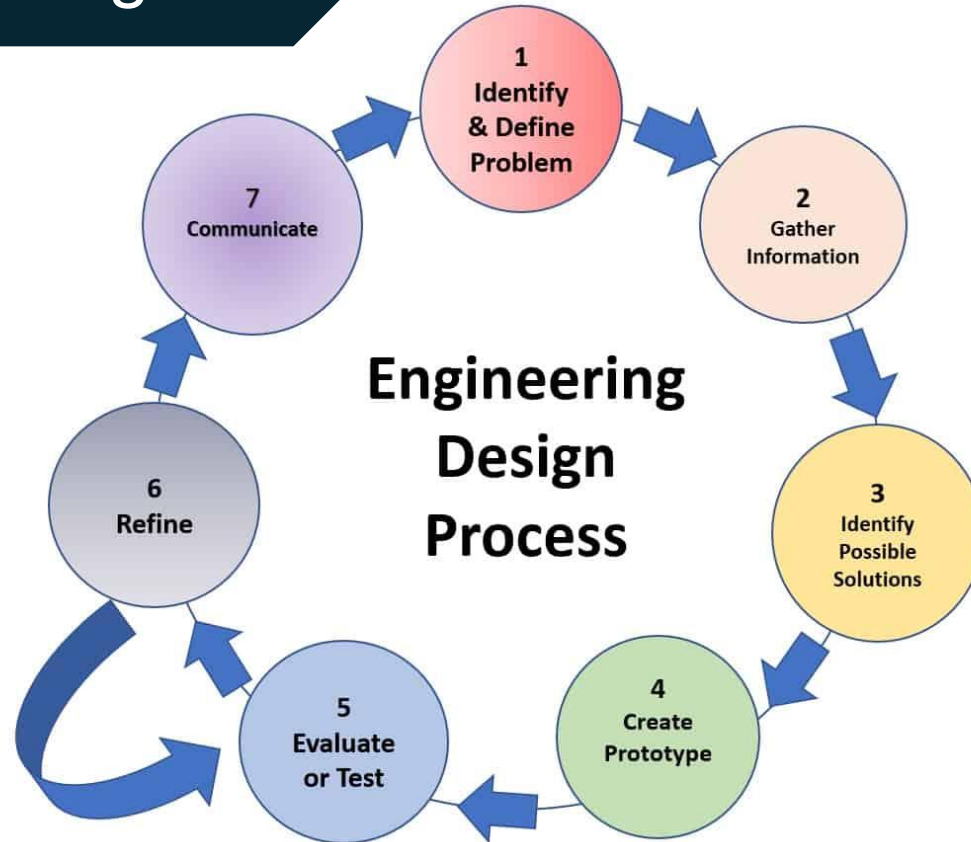 1
Identify
& Define
Problem
2
Gather
Information
3
Identify
Possible
Solutions
4
Create
Prototype
5
Evaluate
or Test
6
Refine
7
Communicate
Engineering
Design
Process